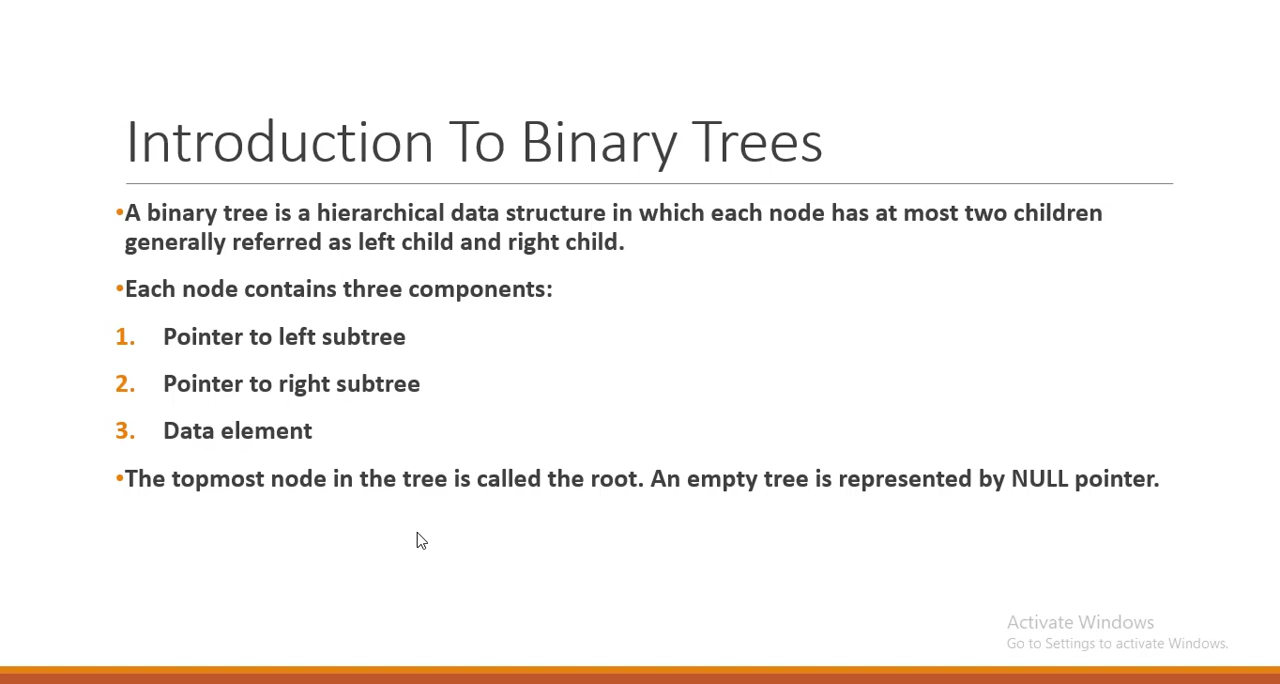 Introduction To Binary Trees
•A binary tree is a hierarchical data structure in which each node has at most two children
generally referred as left child and right child.
•Each node contains three components:
1. Pointer to left subtree
2. Pointer to right subtree
3. Data element
•The topmost node in the tree is called the root. An empty tree is represented by NULL pointer.
Activate Windows
Go to Settings to activate Windows.